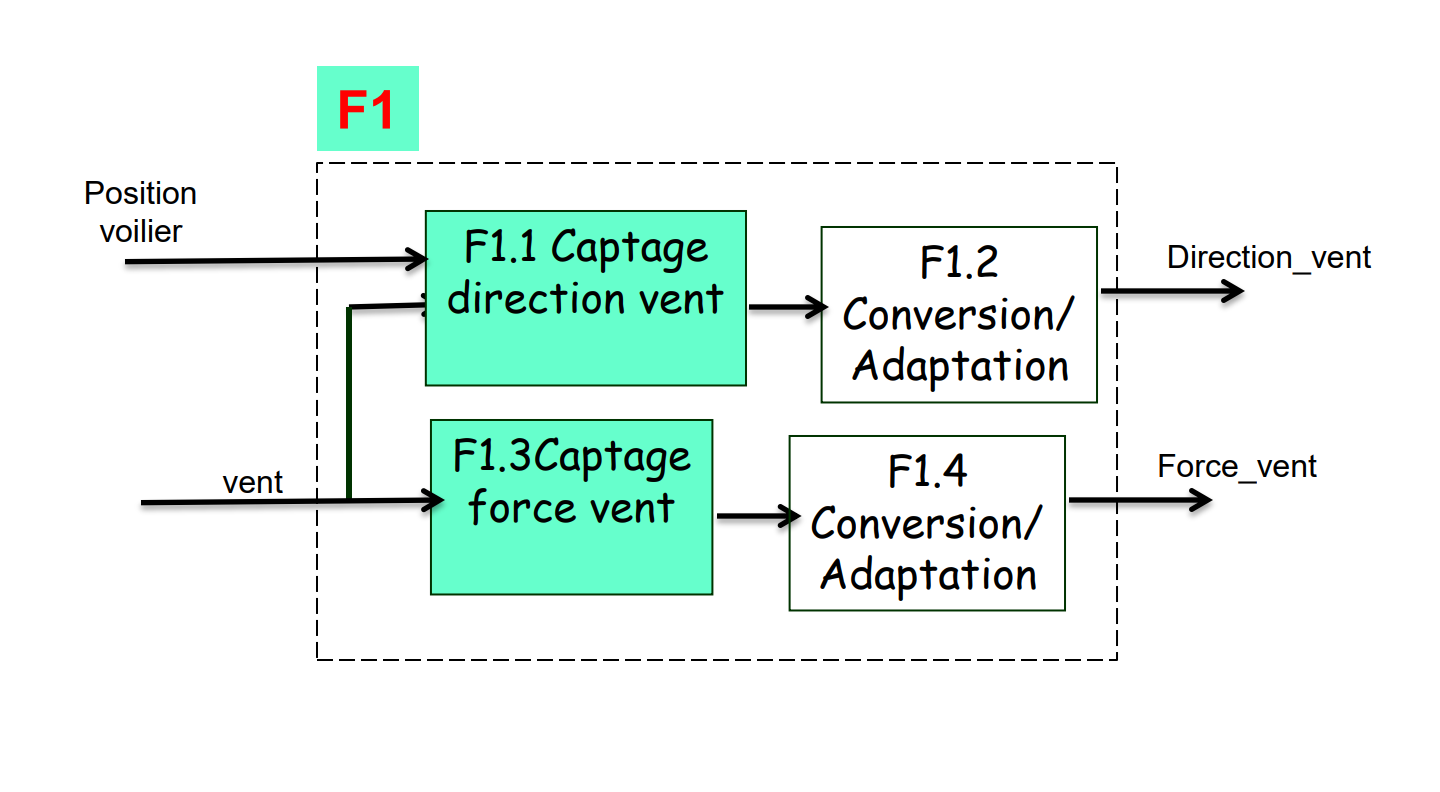 F1
Position
voilier
F1.1 Captage
direction vent
F1.2
Conversion/
Adaptation
Direction_vent
vent
F1.3Captage
force vent
F1.4
Conversion/
Adaptation
Force_vent